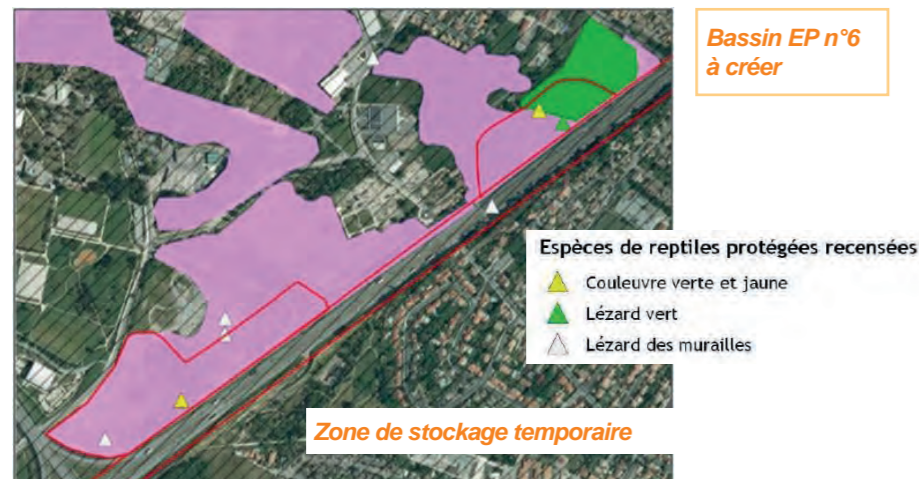 Bassin EP n°6
à créer
Espèces de reptiles protégées recensées
Couleuvre verte et jaune
Lézard vert
Lézard des murailles
Zone de stockage temporaire